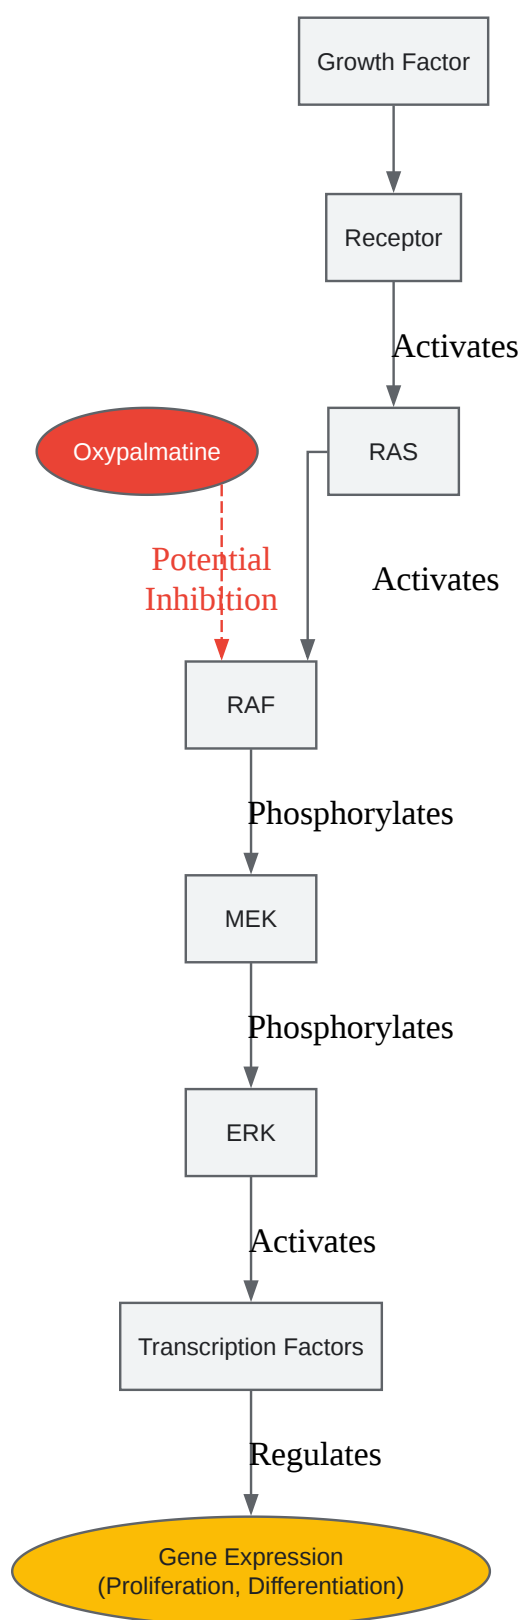 Growth Factor
Receptor
Activates
Oxypalmatine
RAS
Potential
Inhibition
Activates
RAF
Phosphorylates
MEK
Phosphorylates
ERK
Activates
Transcription Factors
Regulates
Gene Expression
(Proliferation, Differentiation)